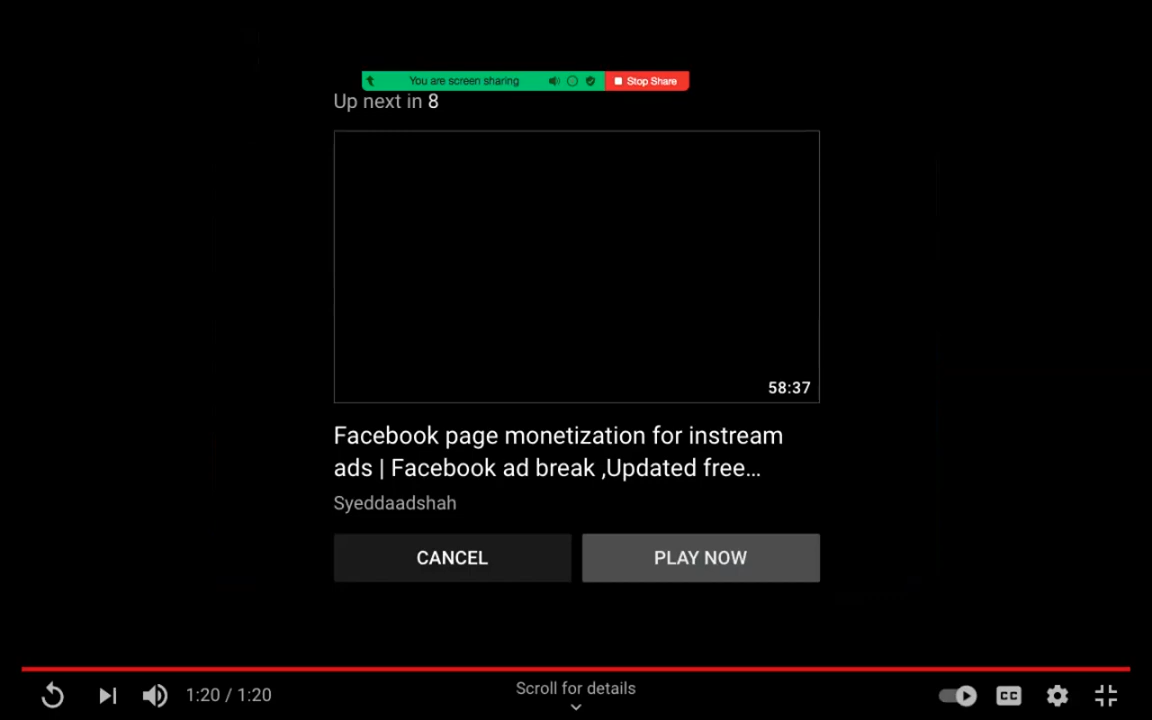 You are screen sharing
Stop Share
Up next in 8
58:37
Facebook page monetization for instream
ads | Facebook ad break ,Updated free...
Syeddaadshah
CANCEL
PLAY NOW
1:20 / 1:20
Scroll for details
CC